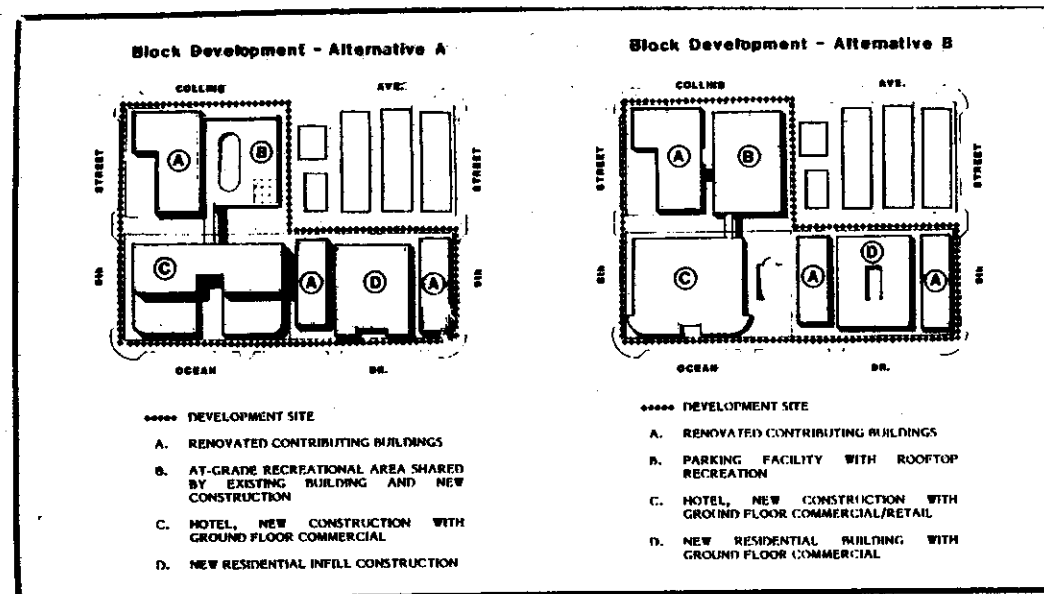 Block Development - Alternative A
COLLINS AVE.
STREET
STREET
A
B
C
A
D
A
8th
9th
OCEAN DR.
DEVELOPMENT SITE
A. RENOVATED CONTRIBUTING BUILDINGS
B. AT-GRADE RECREATIONAL AREA SHARED
BY EXISTING BUILDING AND NEW
CONSTRUCTION
C. HOTEL, NEW CONSTRUCTION WITH
GROUND FLOOR COMMERCIAL
D. NEW RESIDENTIAL INFILL CONSTRUCTION
Block Development - Alternative B
COLLINS AVE.
STREET
STREET
A
B
D
C
A
A
8th
9th
OCEAN DR.
DEVELOPMENT SITE
A. RENOVATED CONTRIBUTING BUILDINGS
B. PARKING FACILITY WITH ROOFTOP
RECREATION
C. HOTEL, NEW CONSTRUCTION WITH
GROUND FLOOR COMMERCIAL/RETAIL
D. NEW RESIDENTIAL BUILDING WITH
GROUND FLOOR COMMERCIAL